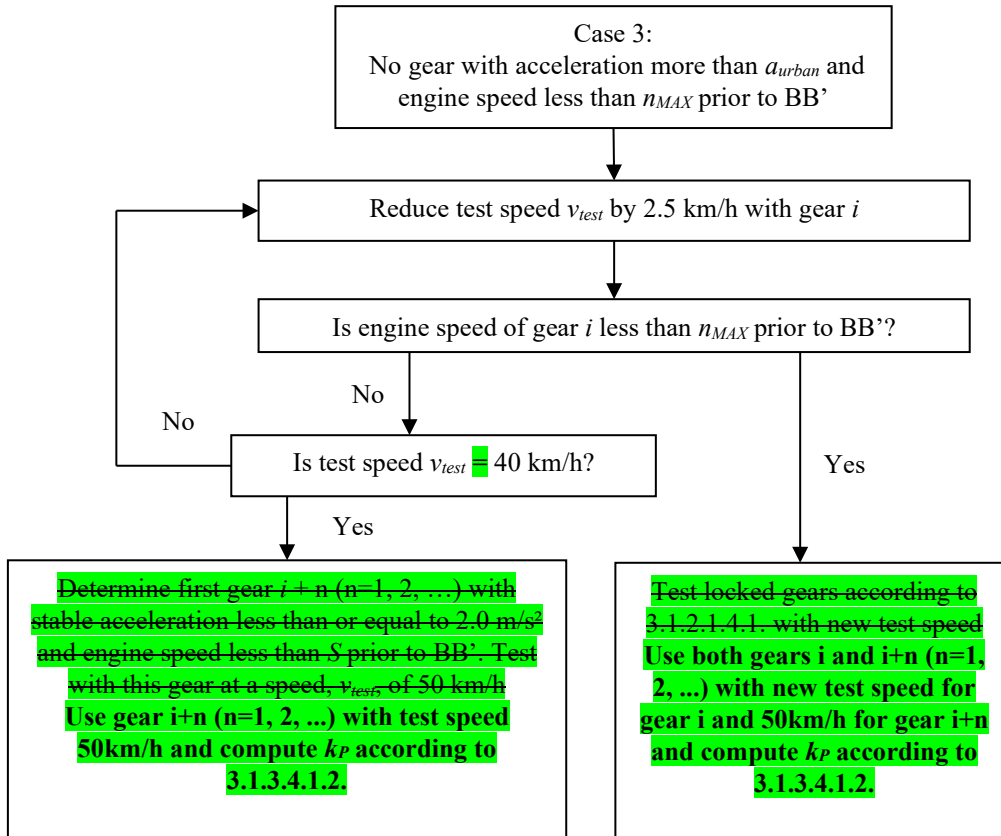 Case 3:
No gear with acceleration more than aurban and
engine speed less than nMAX prior to BB’
Reduce test speed vtest by 2.5 km/h with gear i
Is engine speed of gear i less than nMAX prior to BB’?
No
No
Is test speed vtest = 40 km/h?
Yes
Yes
Determine first gear i + n (n=1, 2, …) with
stable acceleration less than or equal to 2.0 m/s²
and engine speed less than S prior to BB’. Test
with this gear at a speed, vtest, of 50 km/h
Use gear i+n (n=1, 2, ...) with test speed
50km/h and compute kP according to
3.1.3.4.1.2.
Test locked gears according to
3.1.2.1.4.1. with new test speed
Use both gears i and i+n (n=1,
2, ...) with new test speed for
gear i and 50km/h for gear i+n
and compute kP according to
3.1.3.4.1.2.